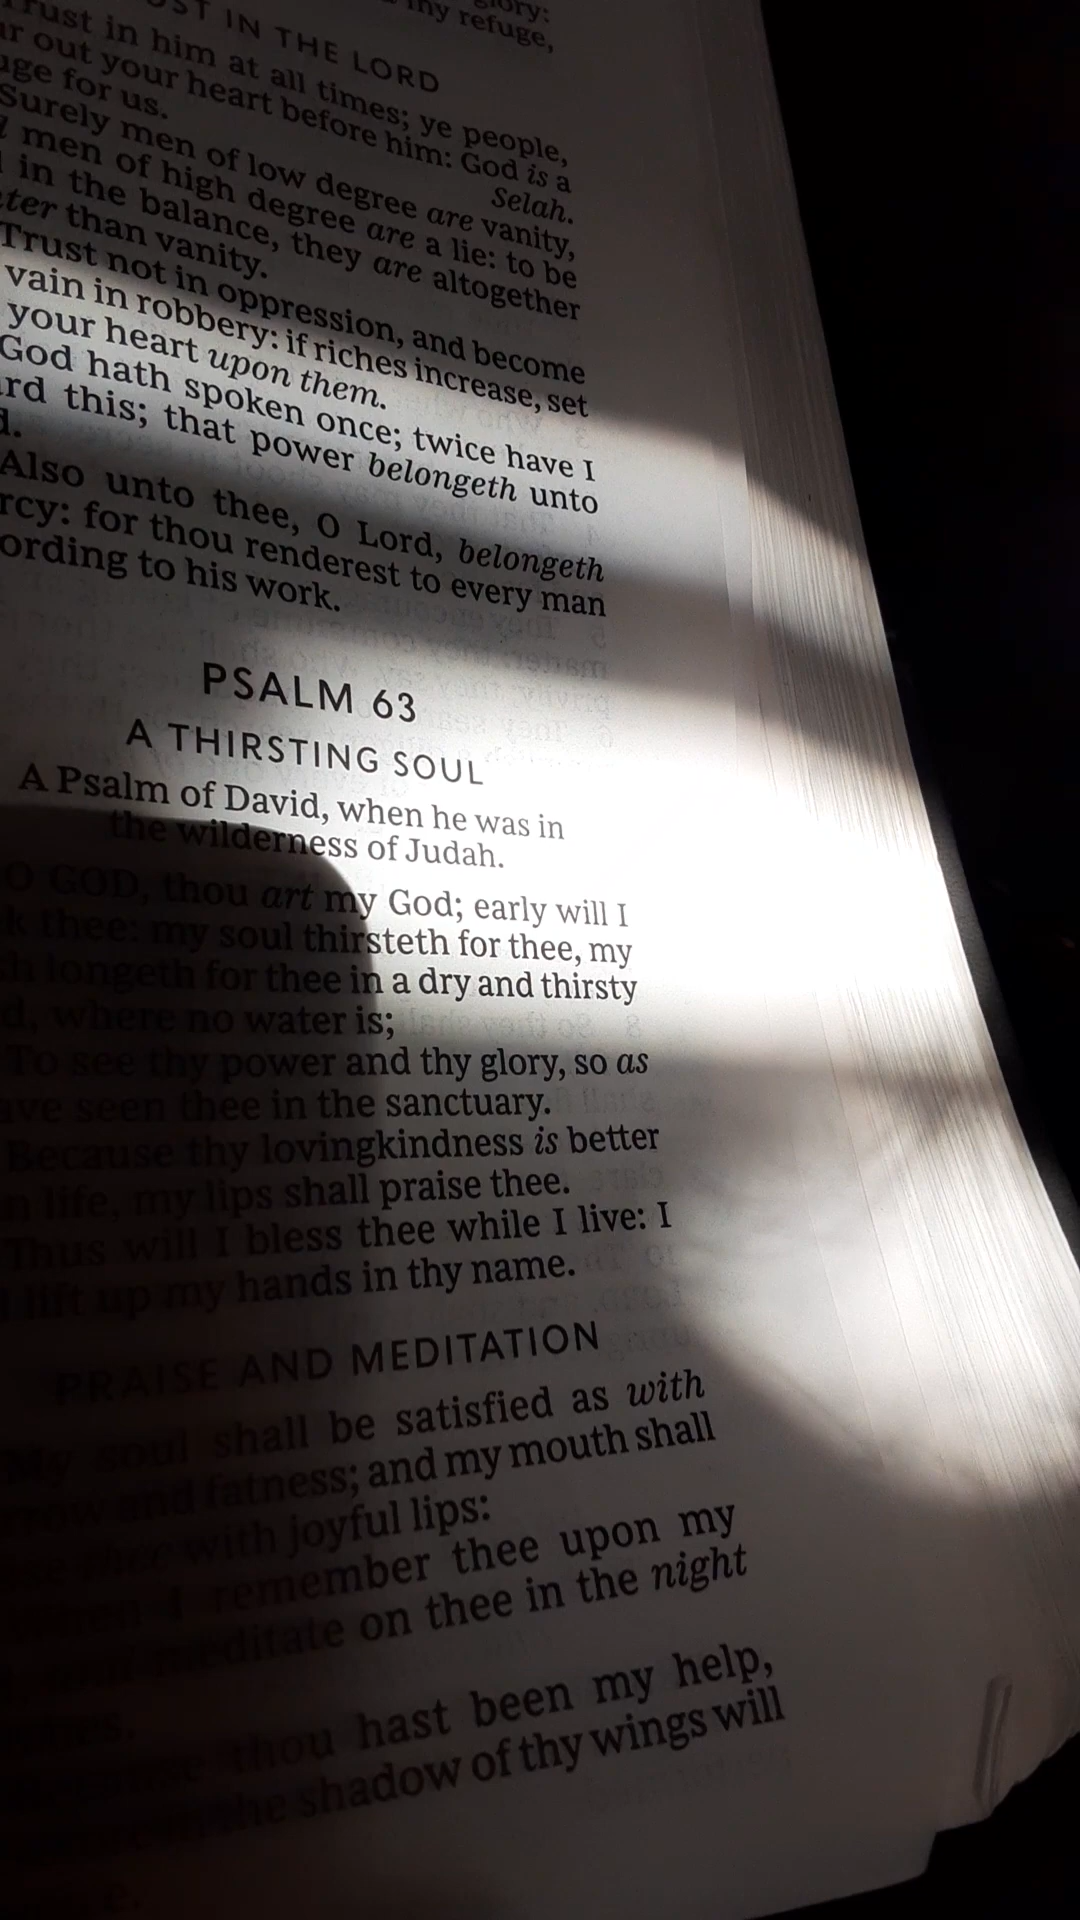 glory:
my refuge,
IN THE LORD
Trust in him at all times; ye people,
out your heart before him: God is a
for us. Selah.
Surely men of low degree are vanity,
men of high degree are a lie: to be
in the balance, they are altogether
than vanity.
Trust not in oppression, and become
vain in robbery: if riches increase, set
your heart upon them.
God hath spoken once; twice have I
this; that power belongeth unto
Also unto thee, O Lord, belongeth
for thou renderest to every man
to his work.
PSALM 63
A THIRSTING SOUL
A Psalm of David, when he was in
the wilderness of Judah.
O GOD, thou art my God; early will I
thee: my soul thirsteth for thee, my
longeth for thee in a dry and thirsty
where no water is;
To see thy power and thy glory, so as
seen thee in the sanctuary.
Because thy lovingkindness is better
life, my lips shall praise thee.
Thus will I bless thee while I live: I
lift up my hands in thy name.
PRAISE AND MEDITATION
My soul shall be satisfied as with
and fatness; and my mouth shall
thee with joyful lips:
I remember thee upon my
meditate on thee in the night
thou hast been my help,
the shadow of thy wings will